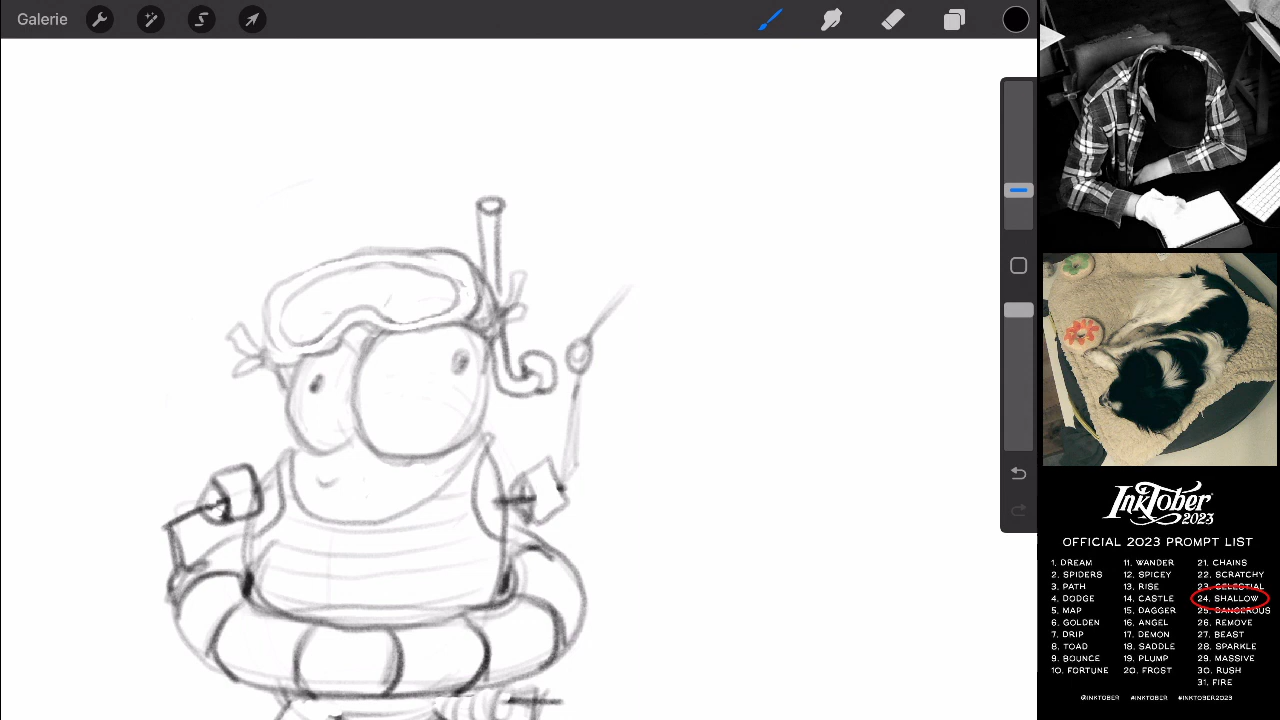 Galerie
INKTOBER
2023
OFFICIAL 2023 PROMPT LIST
1. DREAM
2. SPIDERS
3. PATH
4. DODGE
5. MAP
6. GOLDEN
7. DRIP
8. TOAD
9. BOUNCE
10. FORTUNE
11. WANDER
12. SPICEY
13. RISE
14. CASTLE
15. DAGGER
16. ANGEL
17. DEMON
18. SADDLE
19. PLUMP
20. FROST
21. CHAINS
22. SCRATCHY
23. CELESTIAL
24. SHALLOW
25. DANGEROUS
26. REMOVE
27. BEAST
28. SPARKLE
29. MASSIVE
30. RUSH
31. FIRE
@INKTOBER #INKTOBER #INKTOBER2023